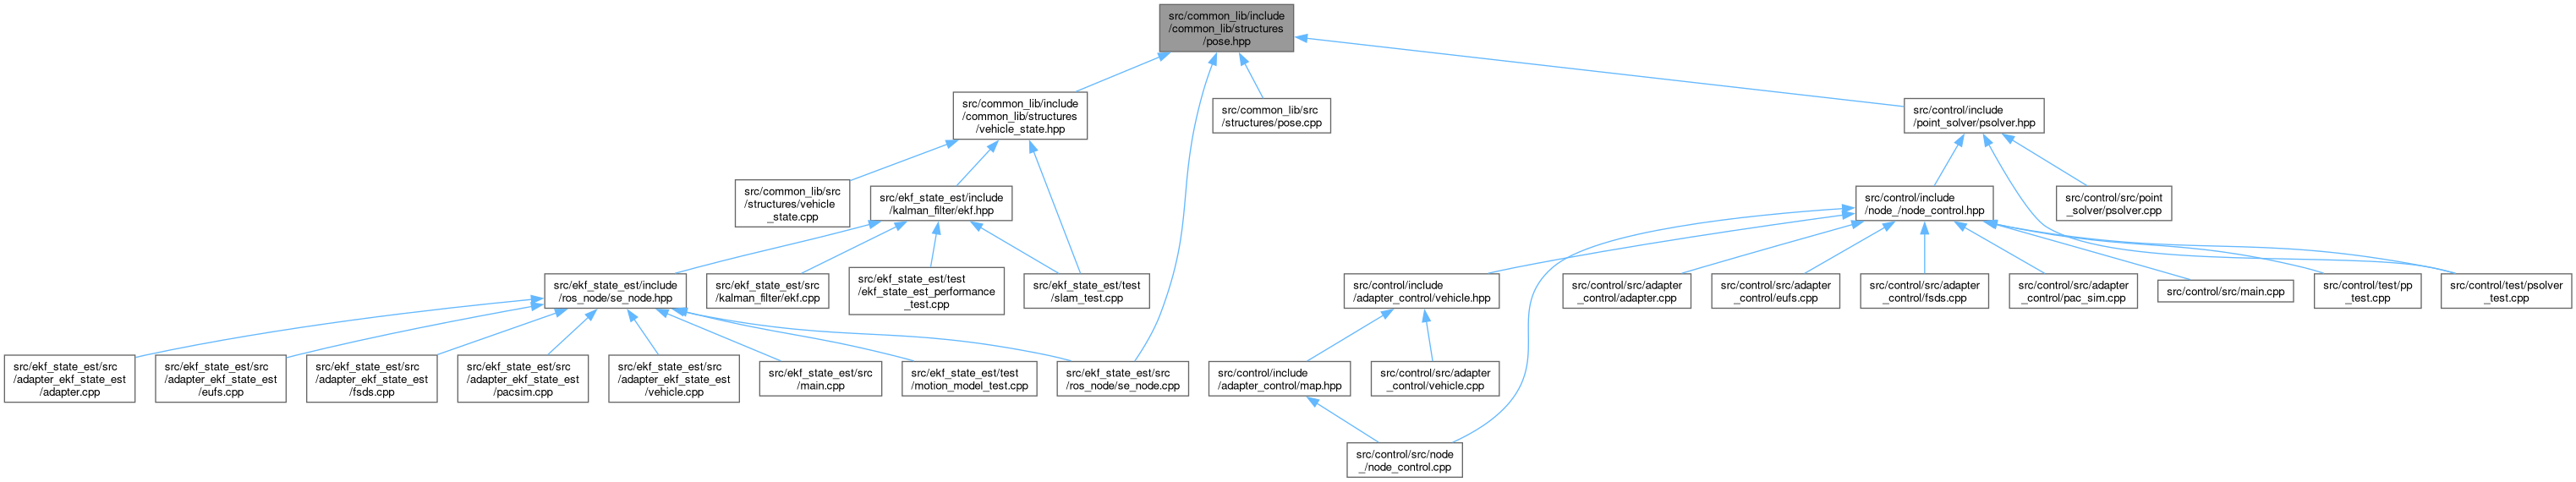 src/common_lib/include
/common_lib/structures
/pose.hpp
src/common_lib/include
/common_lib/structures
/vehicle_state.hpp
src/common_lib/src
/structures/pose.cpp
src/control/include
/point_solver/psolver.hpp
src/common_lib/src
/structures/vehicle
_state.cpp
src/ekf_state_est/include
/kalman_filter/ekf.hpp
src/control/include
/node_/node_control.hpp
src/control/src/point
_solver/psolver.cpp
src/ekf_state_est/include
/ros_node/se_node.hpp
src/ekf_state_est/src
/kalman_filter/ekf.cpp
src/ekf_state_est/test
/ekf_state_est_performance
_test.cpp
src/ekf_state_est/test
/slam_test.cpp
src/control/include
/adapter_control/vehicle.hpp
src/control/src/adapter
_control/adapter.cpp
src/control/src/adapter
_control/eufs.cpp
src/control/src/adapter
_control/fsds.cpp
src/control/src/adapter
_control/pac_sim.cpp
src/control/src/main.cpp
src/control/test/pp
_test.cpp
src/control/test/psolver
_test.cpp
src/ekf_state_est/src
/adapter_ekf_state_est
/adapter.cpp
src/ekf_state_est/src
/adapter_ekf_state_est
/eufs.cpp
src/ekf_state_est/src
/adapter_ekf_state_est
/fsds.cpp
src/ekf_state_est/src
/adapter_ekf_state_est
/pacsim.cpp
src/ekf_state_est/src
/adapter_ekf_state_est
/vehicle.cpp
src/ekf_state_est/src
/main.cpp
src/ekf_state_est/test
/motion_model_test.cpp
src/ekf_state_est/src
/ros_node/se_node.cpp
src/control/include
/adapter_control/map.hpp
src/control/src/adapter
_control/vehicle.cpp
src/control/src/node
_/node_control.cpp